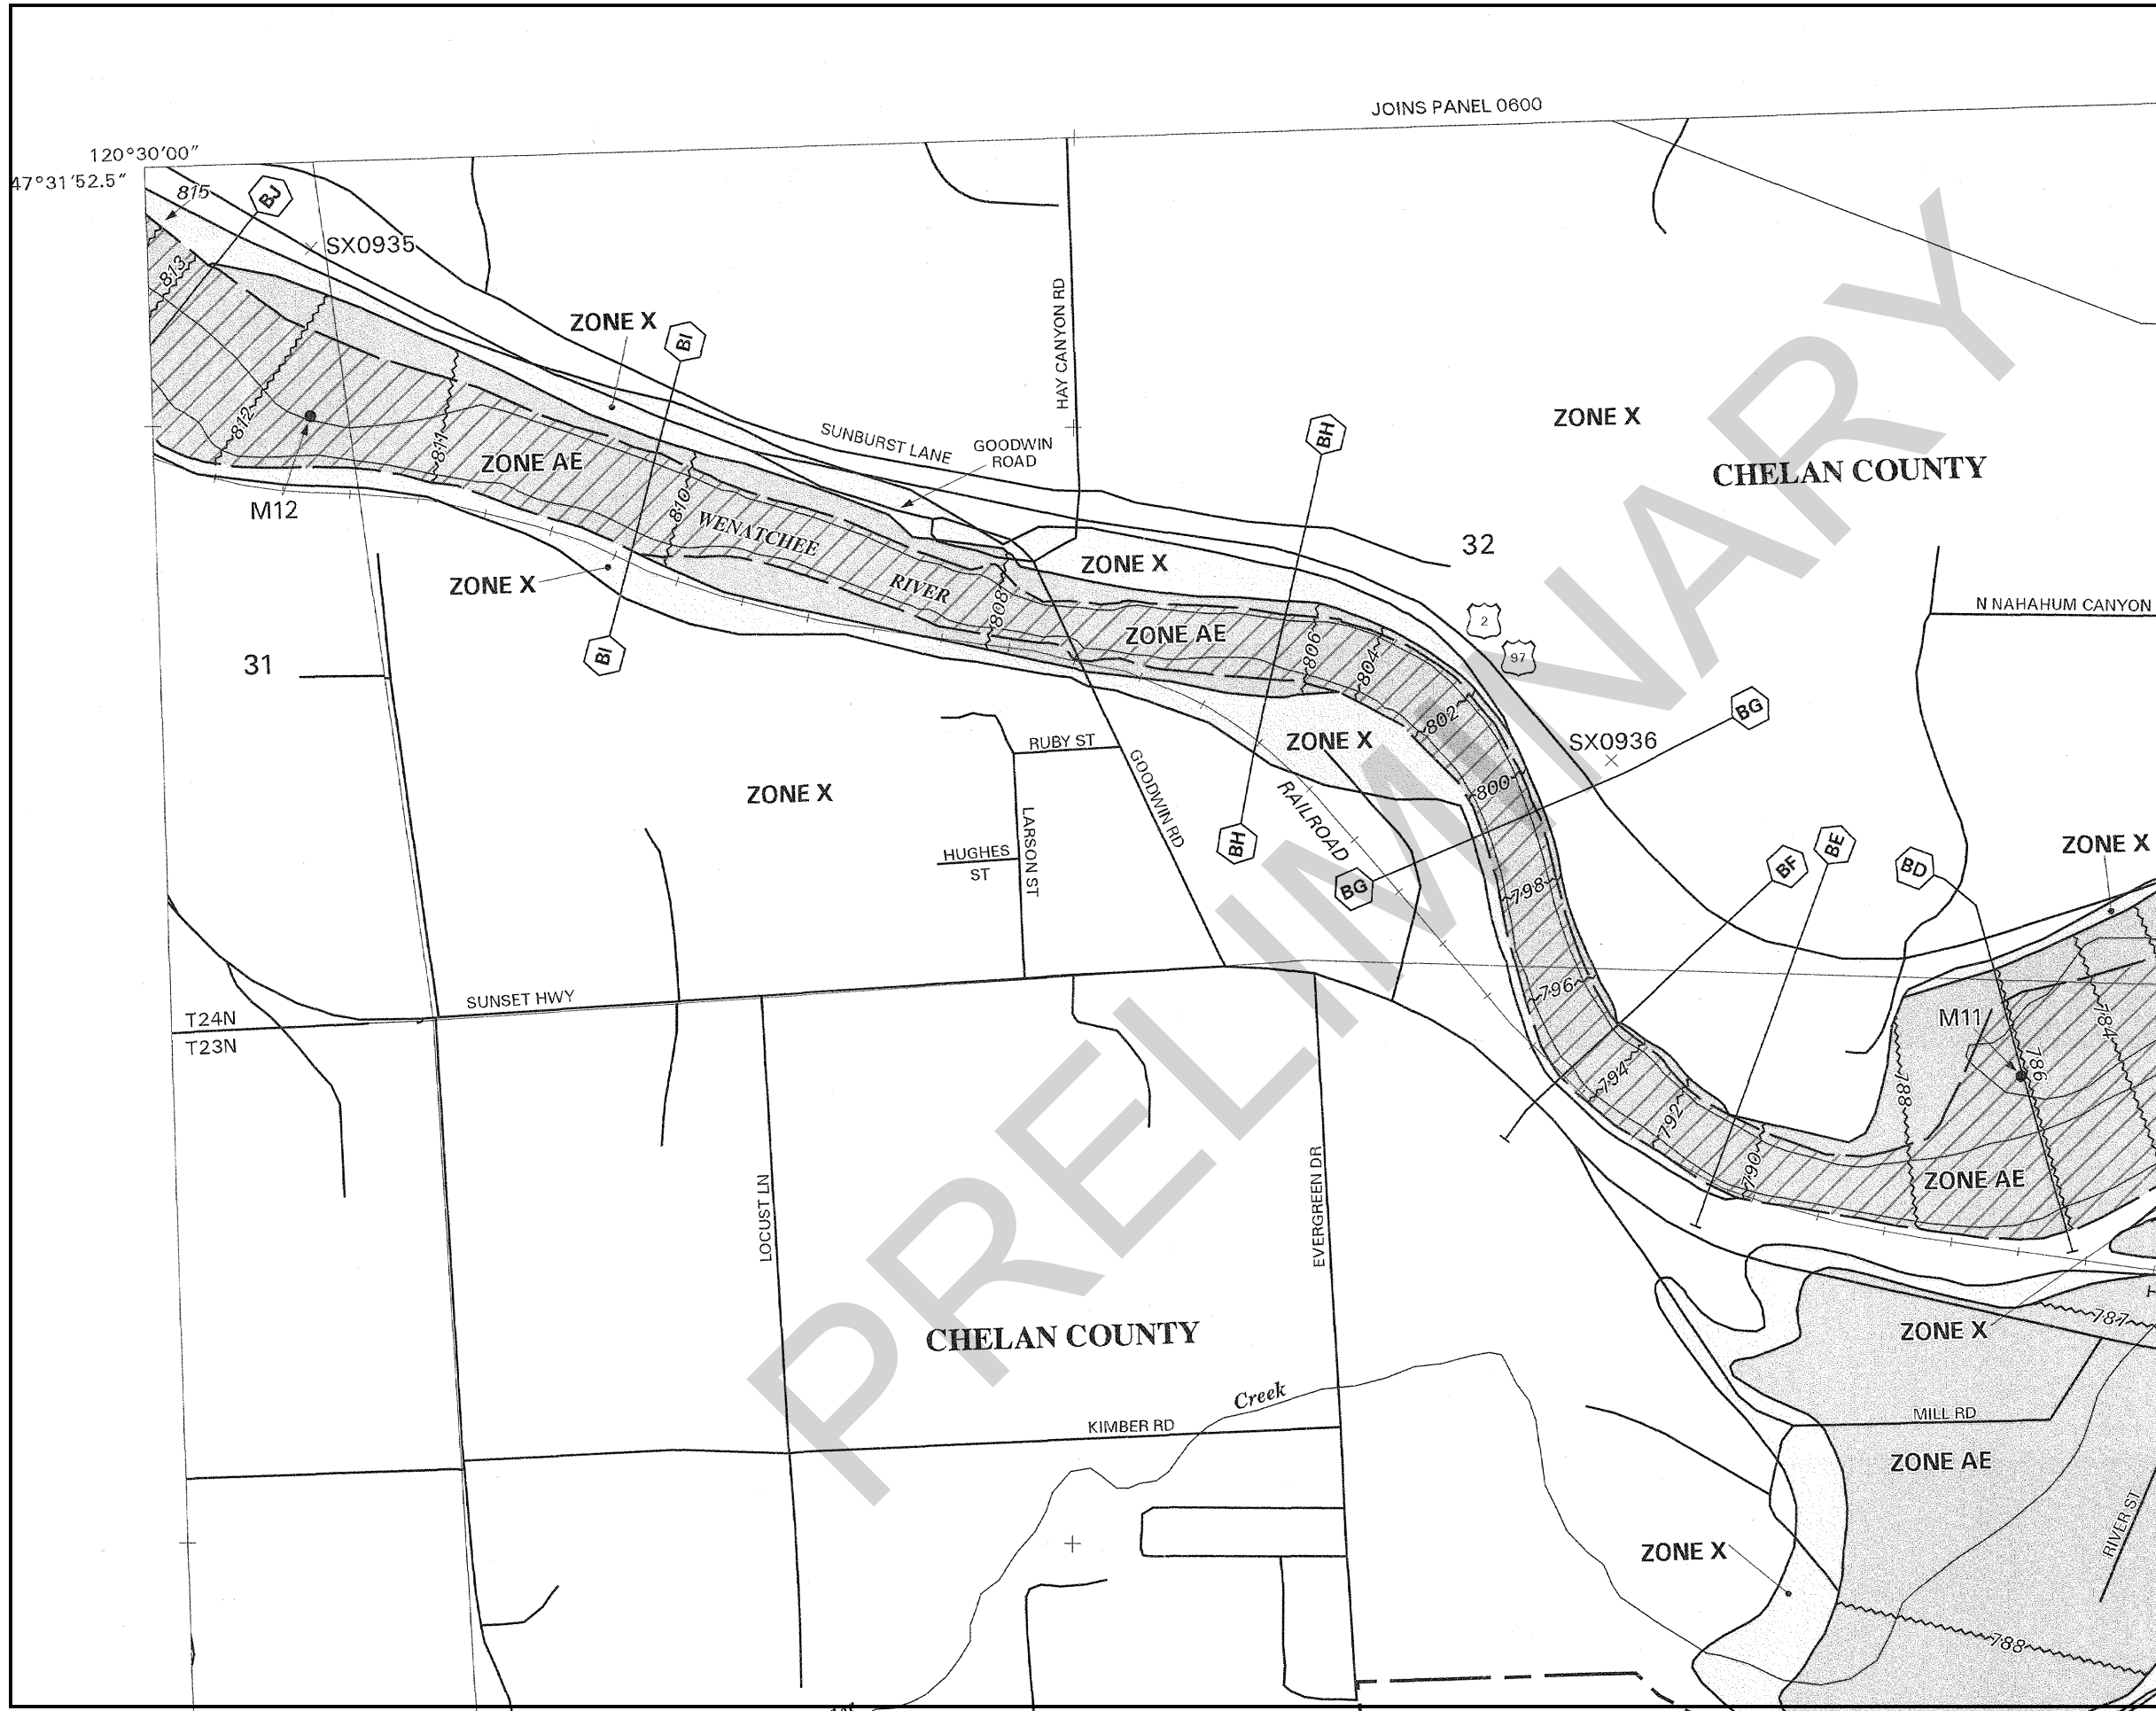 JOINS PANEL 0600
120°30'00"
47°31'52.5"
815
BJ
SX0935
813
ZONE X
BI
HAY CANYON RD
812
811
ZONE AE
M12
SUNBURST LANE
GOODWIN
ROAD
BH
ZONE X
CHELAN COUNTY
810
WENATCHEE
RIVER
808
ZONE X
ZONE X
32
ZONE AE
806
804
802
800
2
97
N NAHAHUM CANYON
BI
31
BG
SX0936
ZONE X
RUBY ST
GOODWIN RD
ZONE X
LARSON ST
HUGHES
ST
RAILROAD
BH
BG
798
796
BF
BE
BD
ZONE X
SUNSET HWY
T24N
T23N
M11
784
786
788
794
792
790
ZONE AE
LOCUST LN
EVERGREEN DR
CHELAN COUNTY
787
ZONE X
Creek
KIMBER RD
MILL RD
ZONE AE
RIVER ST
ZONE X
788
PRELIMINARY